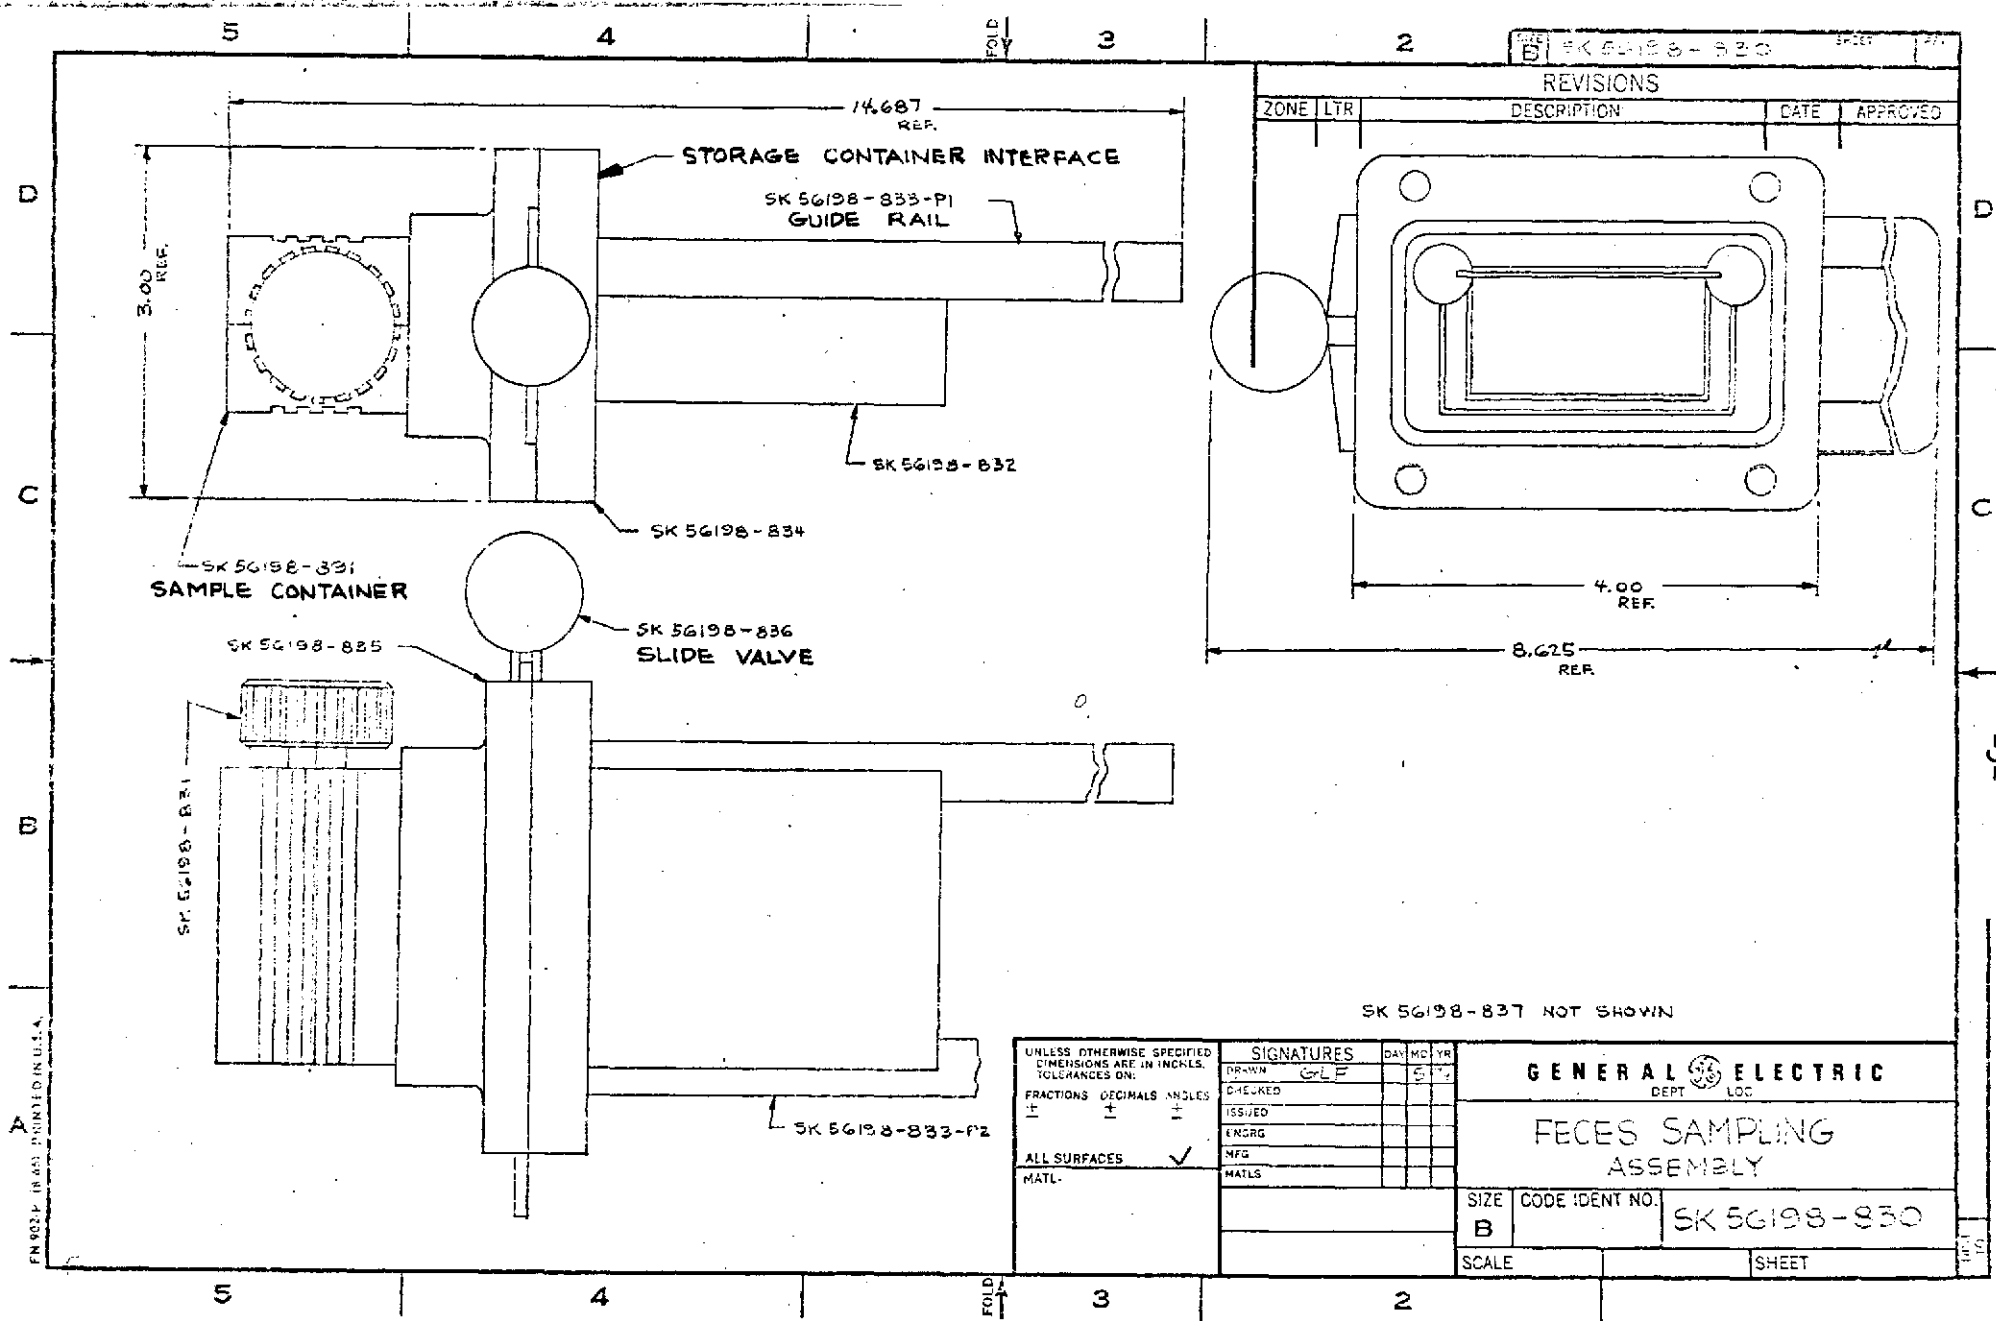 5 4 FOLD 3 2
SIZE B SK 56198-830 SHEET
REVISIONS
ZONE LTR DESCRIPTION DATE APPROVED
14.687
REF.
STORAGE CONTAINER INTERFACE
SK 56198-833-P1
GUIDE RAIL
3.00
REF.
D
D
SK 56198-832
C
C
SK 56198-834
SK 56198-831
SAMPLE CONTAINER
4.00
REF.
SK 56198-836
SLIDE VALVE
SK 56198-835
8.625
REF.
SK 56198-831
B
SK 56198-837 NOT SHOWN
SK 56198-833-P2
A
PRINTED IN U.S.A.
UNLESS OTHERWISE SPECIFIED
DIMENSIONS ARE IN INCHES.
TOLERANCES ON:
FRACTIONS DECIMALS ANGLES
± ± ±
ALL SURFACES ✓
MATL-
SIGNATURES DAY MO YR
DRAWN GLF
CHECKED
ISSUED
ENGRG
MFG
MATLS
GENERAL GE ELECTRIC
DEPT LOC
FECES SAMPLING
ASSEMBLY
SIZE CODE IDENT NO.
B SK 56198-830
SCALE SHEET
5 4 FOLD 3 2